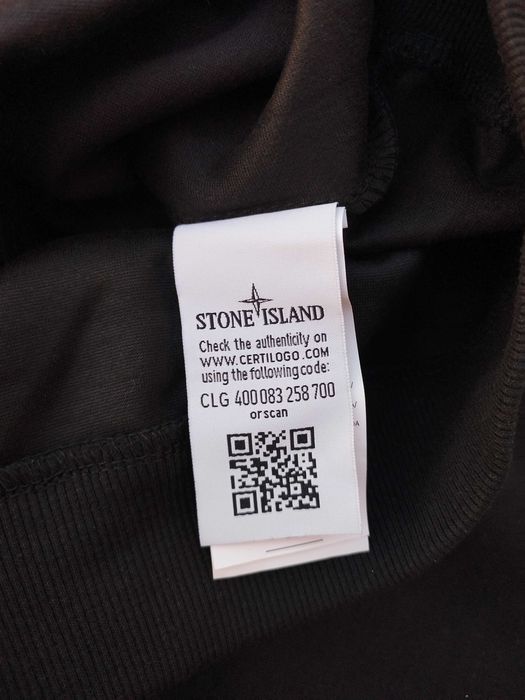 STONE ISLAND
Check the authenticity on
WWW.CERTILOGO.COM
using the following code:
CLG 400 083 258 700
or scan